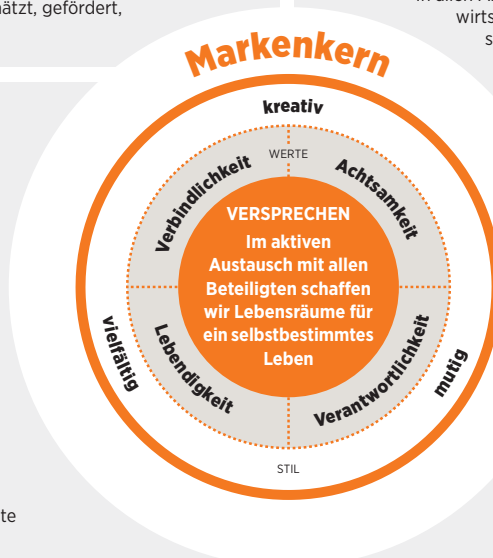 gefördert,
wirts
Markenkern
kreativ
WERTE
Verbindlichkeit
Achtsamkeit
VERSPRECHEN
Im aktiven
Austausch mit allen
Beteiligten schaffen
wir Lebensräume für
ein selbstbestimmtes
Leben
vielfältig
Lebendigkeit
Verantwortlichkeit
mutig
STIL
te